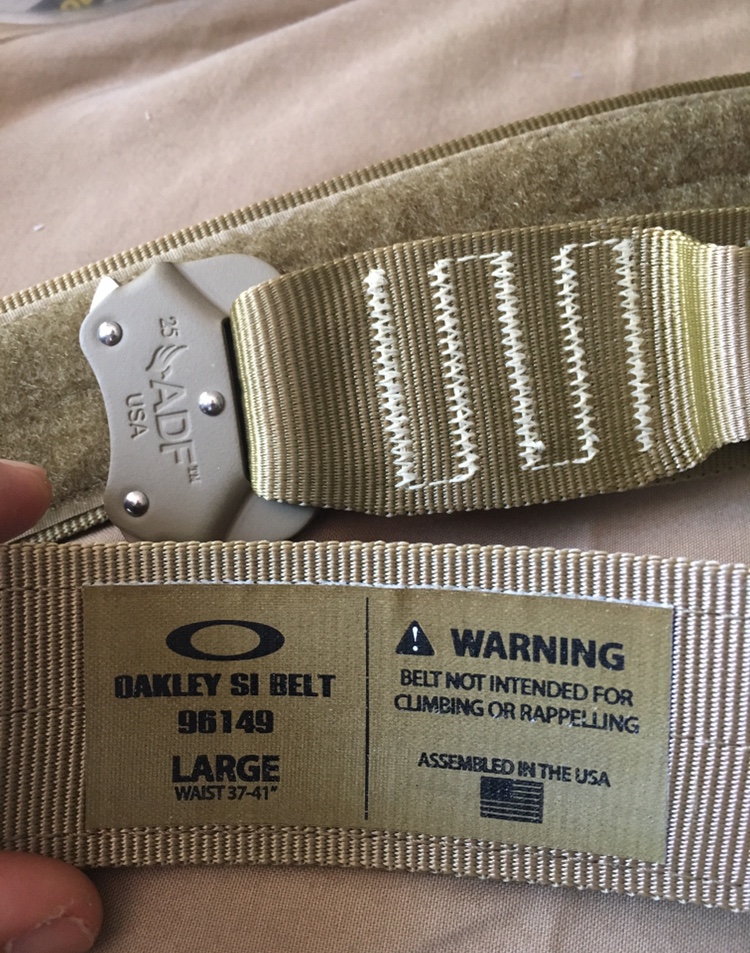 25
ADF™
USA
OAKLEY SI BELT
96149
LARGE
WAIST 37-41"
WARNING
BELT NOT INTENDED FOR
CLIMBING OR RAPPELLING
ASSEMBLED IN THE USA